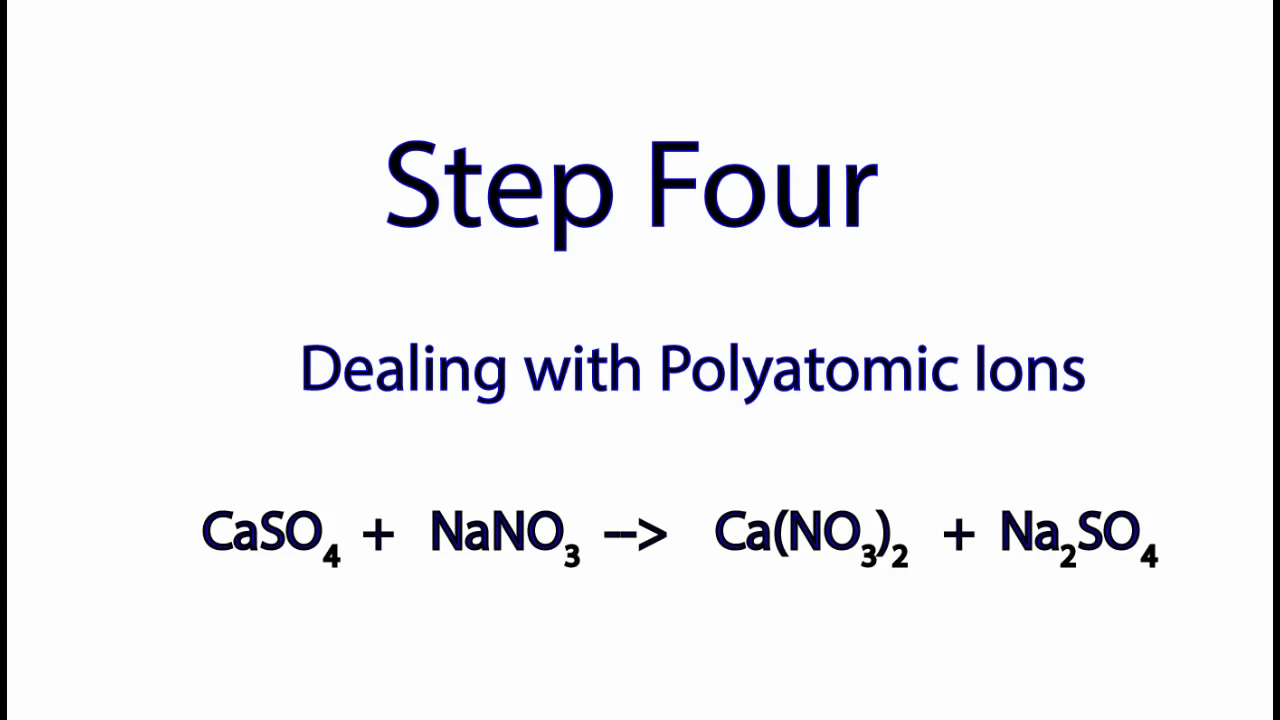 Step Four
Dealing with Polyatomic Ions
CaSO₄ + NaNO₃ --> Ca(NO₃)₂ + Na₂SO₄